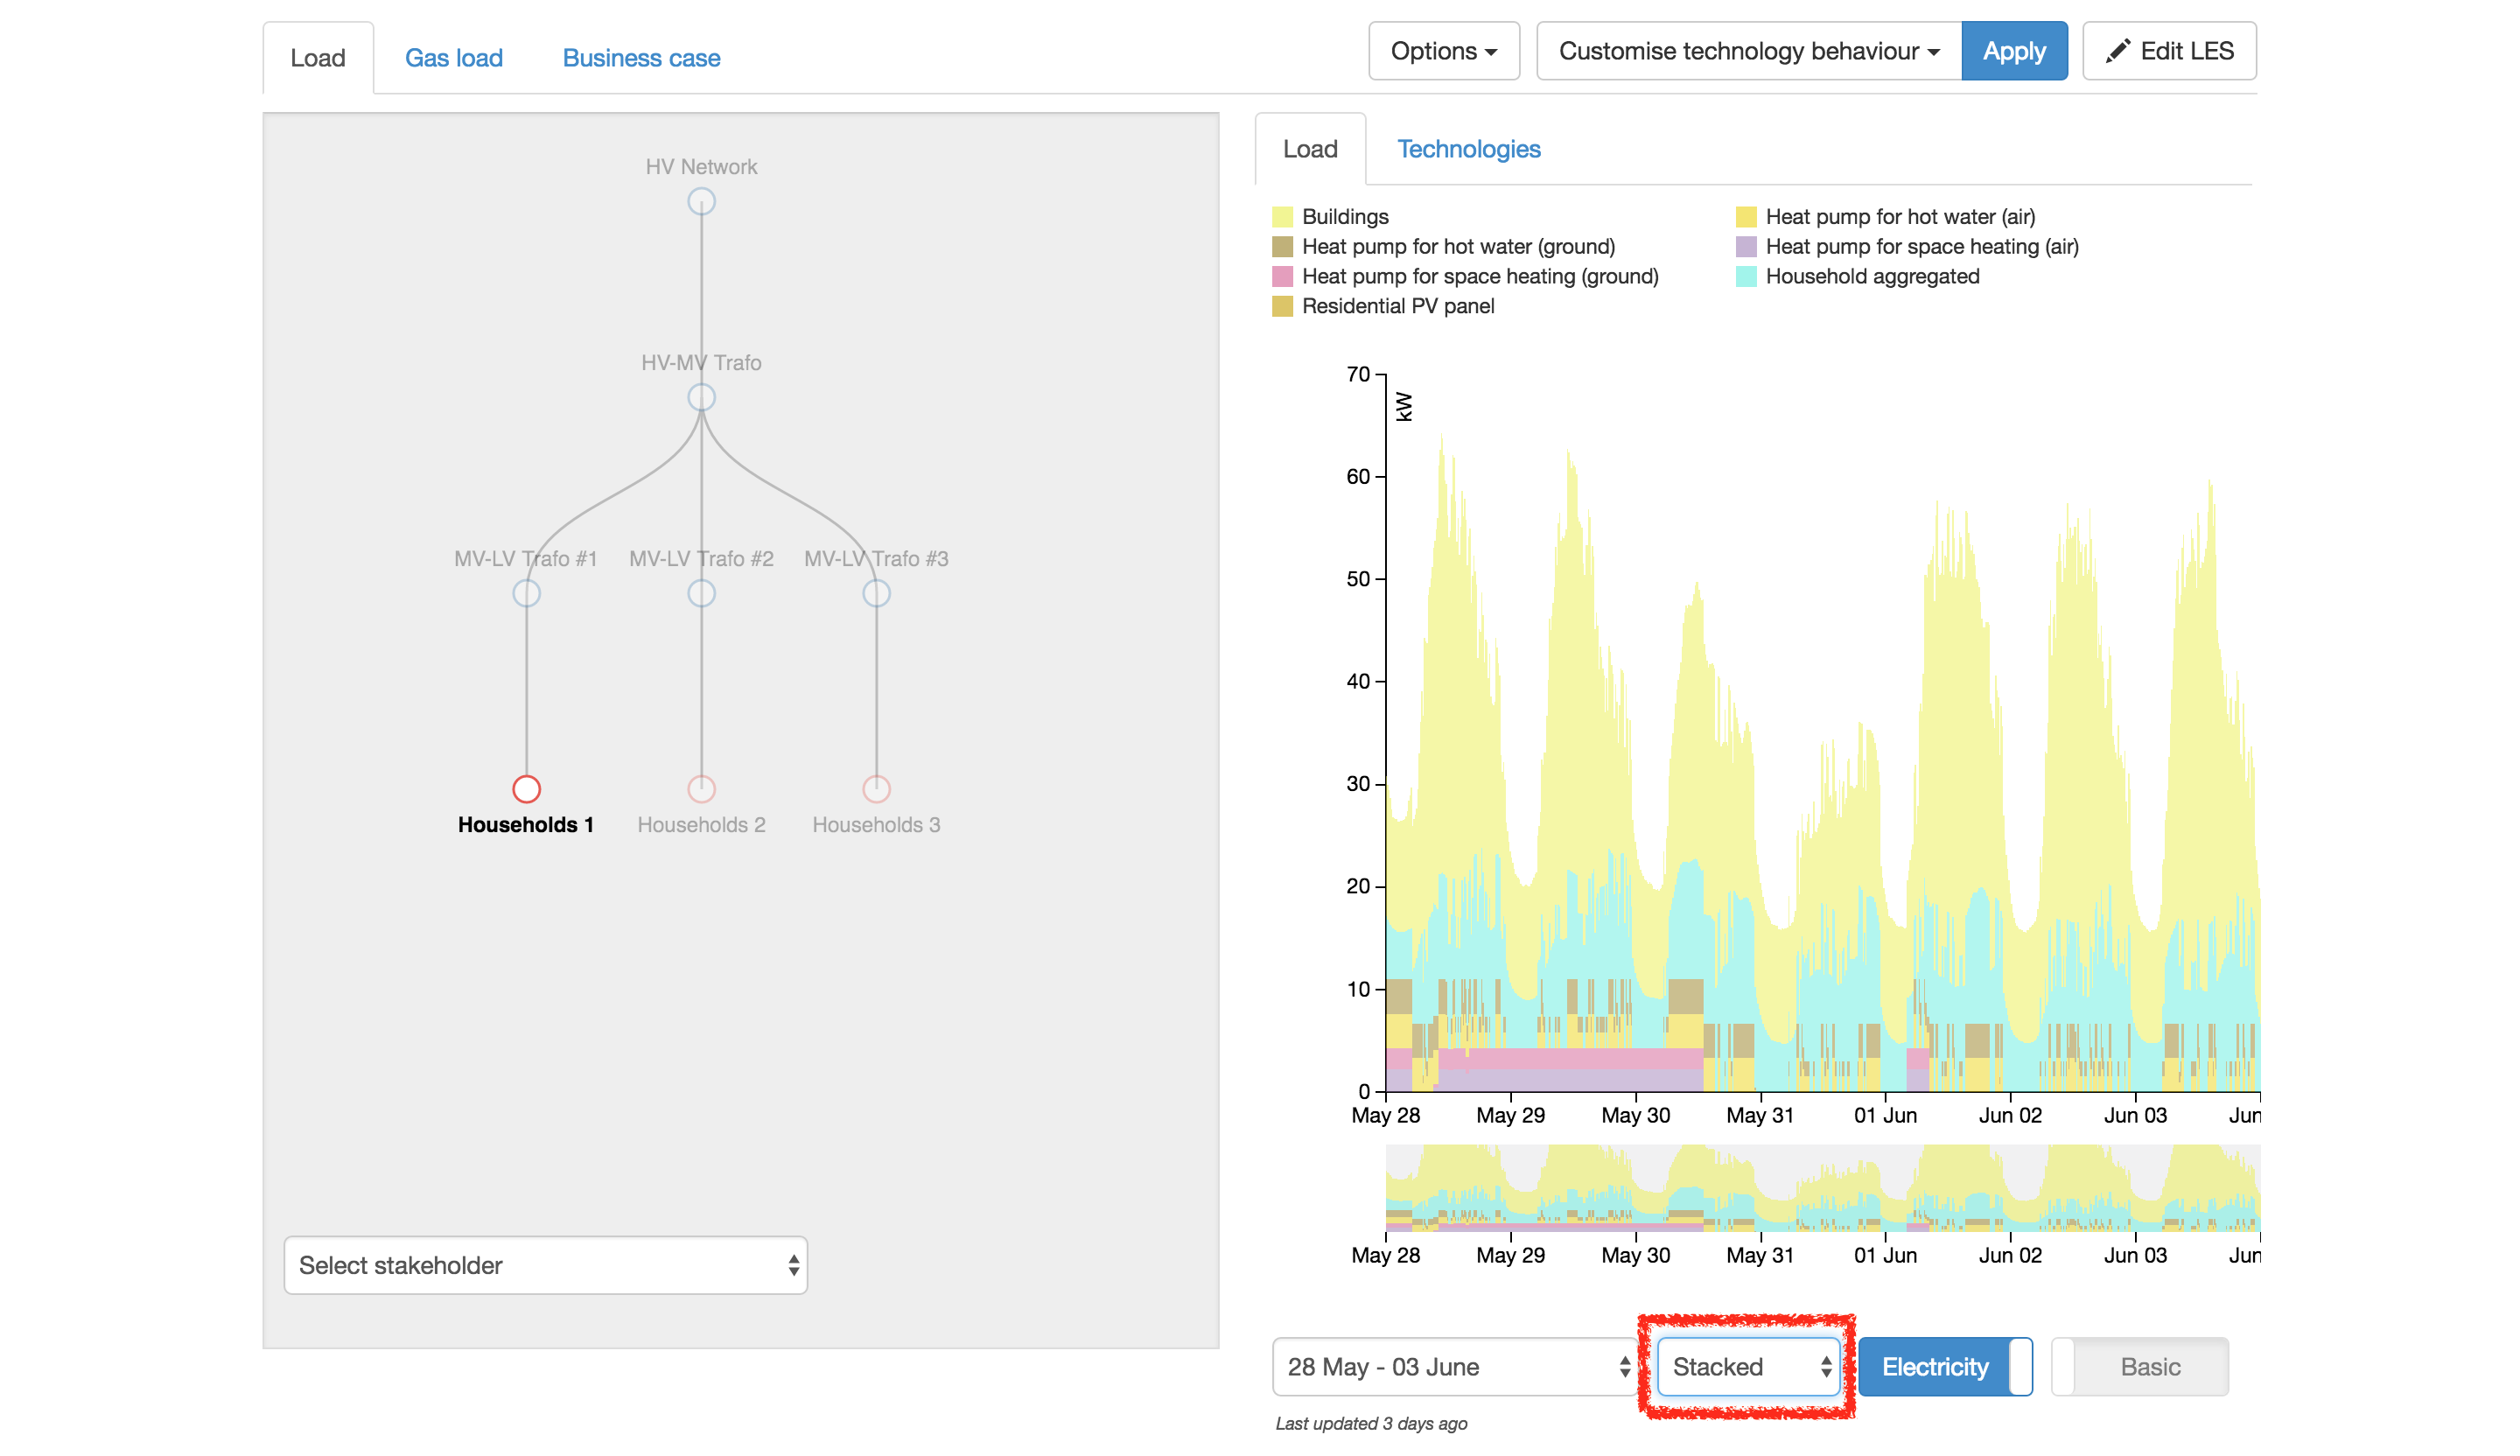 Load Gas load Business case Options Customise technology behaviour Apply Edit LES
HV Network
HV-MV Trafo
MV-LV Trafo #1 MV-LV Trafo #2 MV-LV Trafo #3
Households 1 Households 2 Households 3
Select stakeholder
Load Technologies
Buildings Heat pump for hot water (air)
Heat pump for hot water (ground) Heat pump for space heating (air)
Heat pump for space heating (ground) Household aggregated
Residential PV panel
kW
70
60
50
40
30
20
10
0
May 28 May 29 May 30 May 31 01 Jun Jun 02 Jun 03 Jun
May 28 May 29 May 30 May 31 01 Jun Jun 02 Jun 03 Jun
28 May - 03 June Stacked Electricity Basic
Last updated 3 days ago